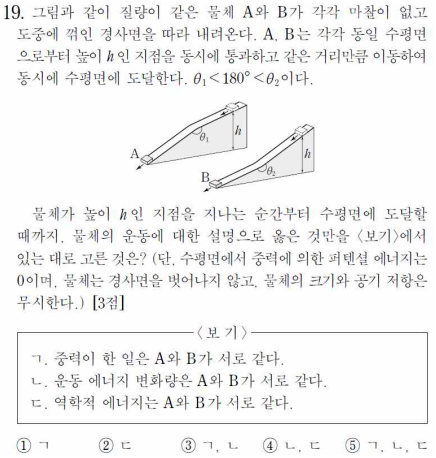 19. 그림과 같이 질량이 같은 물체 A와 B가 각각 마찰이 없고
도중에 꺾인 경사면을 따라 내려온다. A, B는 각각 동일 수평면
으로부터 높이 h인 지점을 동시에 통과하고 같은 거리만큼 이동하여
동시에 수평면에 도달한다. θ₁<180°<θ₂이다.
A
θ₁
h
B
θ₂
h
물체가 높이 h인 지점을 지나는 순간부터 수평면에 도달할
때까지, 물체의 운동에 대한 설명으로 옳은 것만을 <보기>에서
있는 대로 고른 것은? (단, 수평면에서 중력에 의한 퍼텐셜 에너지는
0이며, 물체는 경사면을 벗어나지 않고, 물체의 크기와 공기 저항은
무시한다.) [3점]
<보 기>
ㄱ. 중력이 한 일은 A와 B가 서로 같다.
ㄴ. 운동 에너지 변화량은 A와 B가 서로 같다.
ㄷ. 역학적 에너지는 A와 B가 서로 같다.
① ㄱ ② ㄷ ③ ㄱ, ㄴ ④ ㄴ, ㄷ ⑤ ㄱ, ㄴ, ㄷ